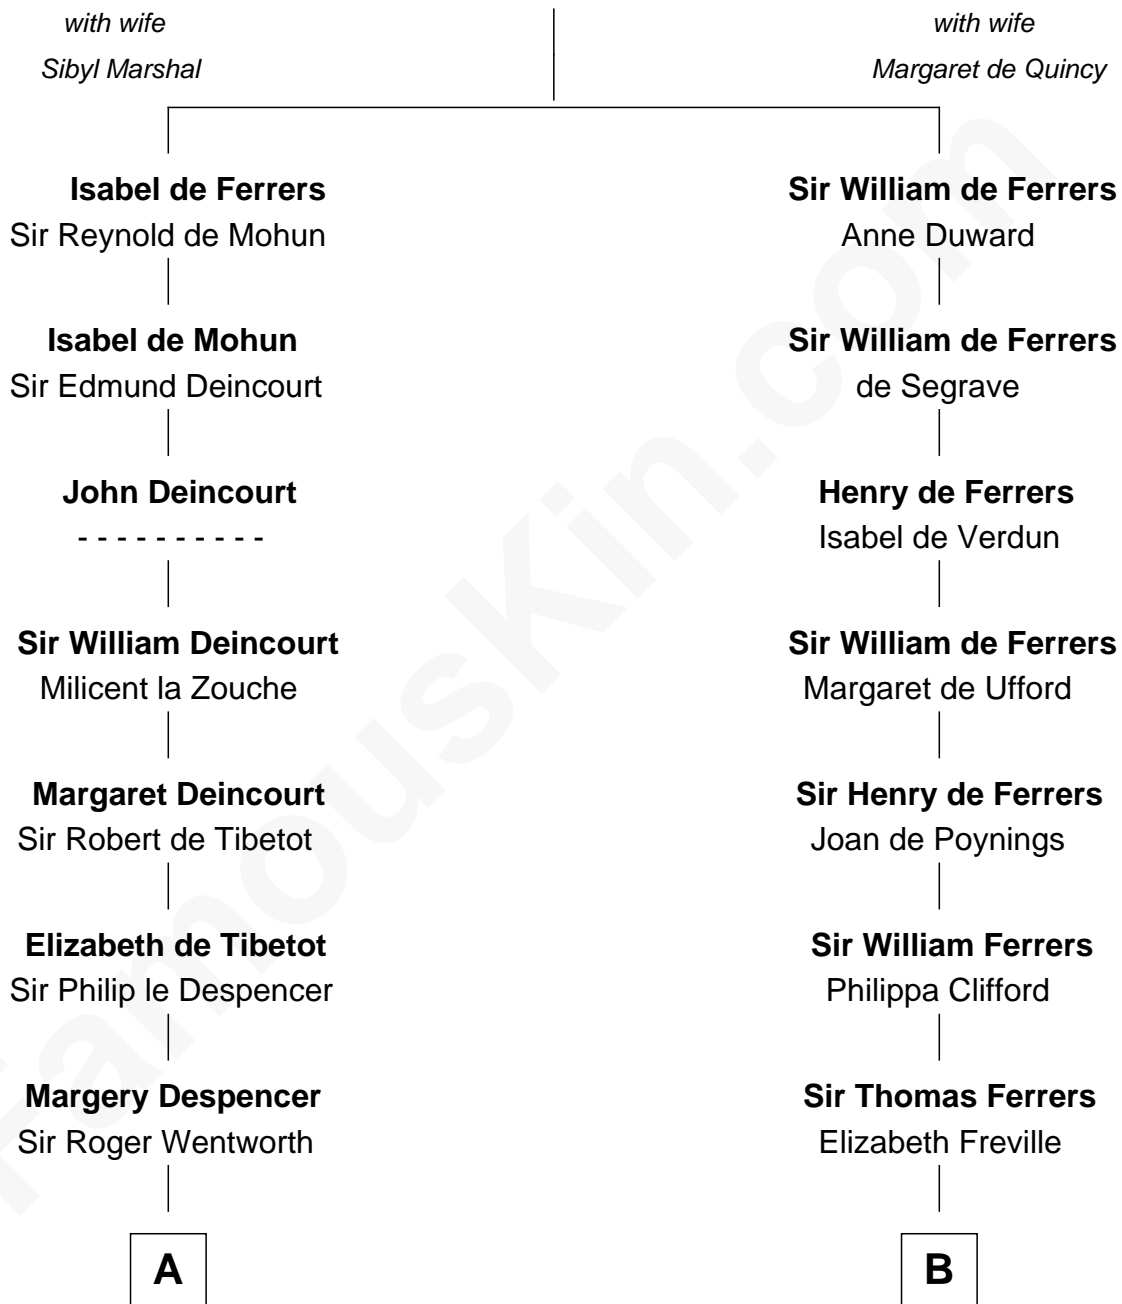 with wife
Sibyl Marshal
with wife
Margaret de Quincy
Isabel de Ferrers
Sir Reynold de Mohun
Sir William de Ferrers
Anne Duward
Isabel de Mohun
Sir Edmund Deincourt
Sir William de Ferrers
de Segrave
John Deincourt
- - - - - - - - - -
Henry de Ferrers
Isabel de Verdun
Sir William Deincourt
Milicent la Zouche
Sir William de Ferrers
Margaret de Ufford
Margaret Deincourt
Sir Robert de Tibetot
Sir Henry de Ferrers
Joan de Poynings
Elizabeth de Tibetot
Sir Philip le Despencer
Sir William Ferrers
Philippa Clifford
Margery Despencer
Sir Roger Wentworth
Sir Thomas Ferrers
Elizabeth Freville
A
B
FamousKin.com